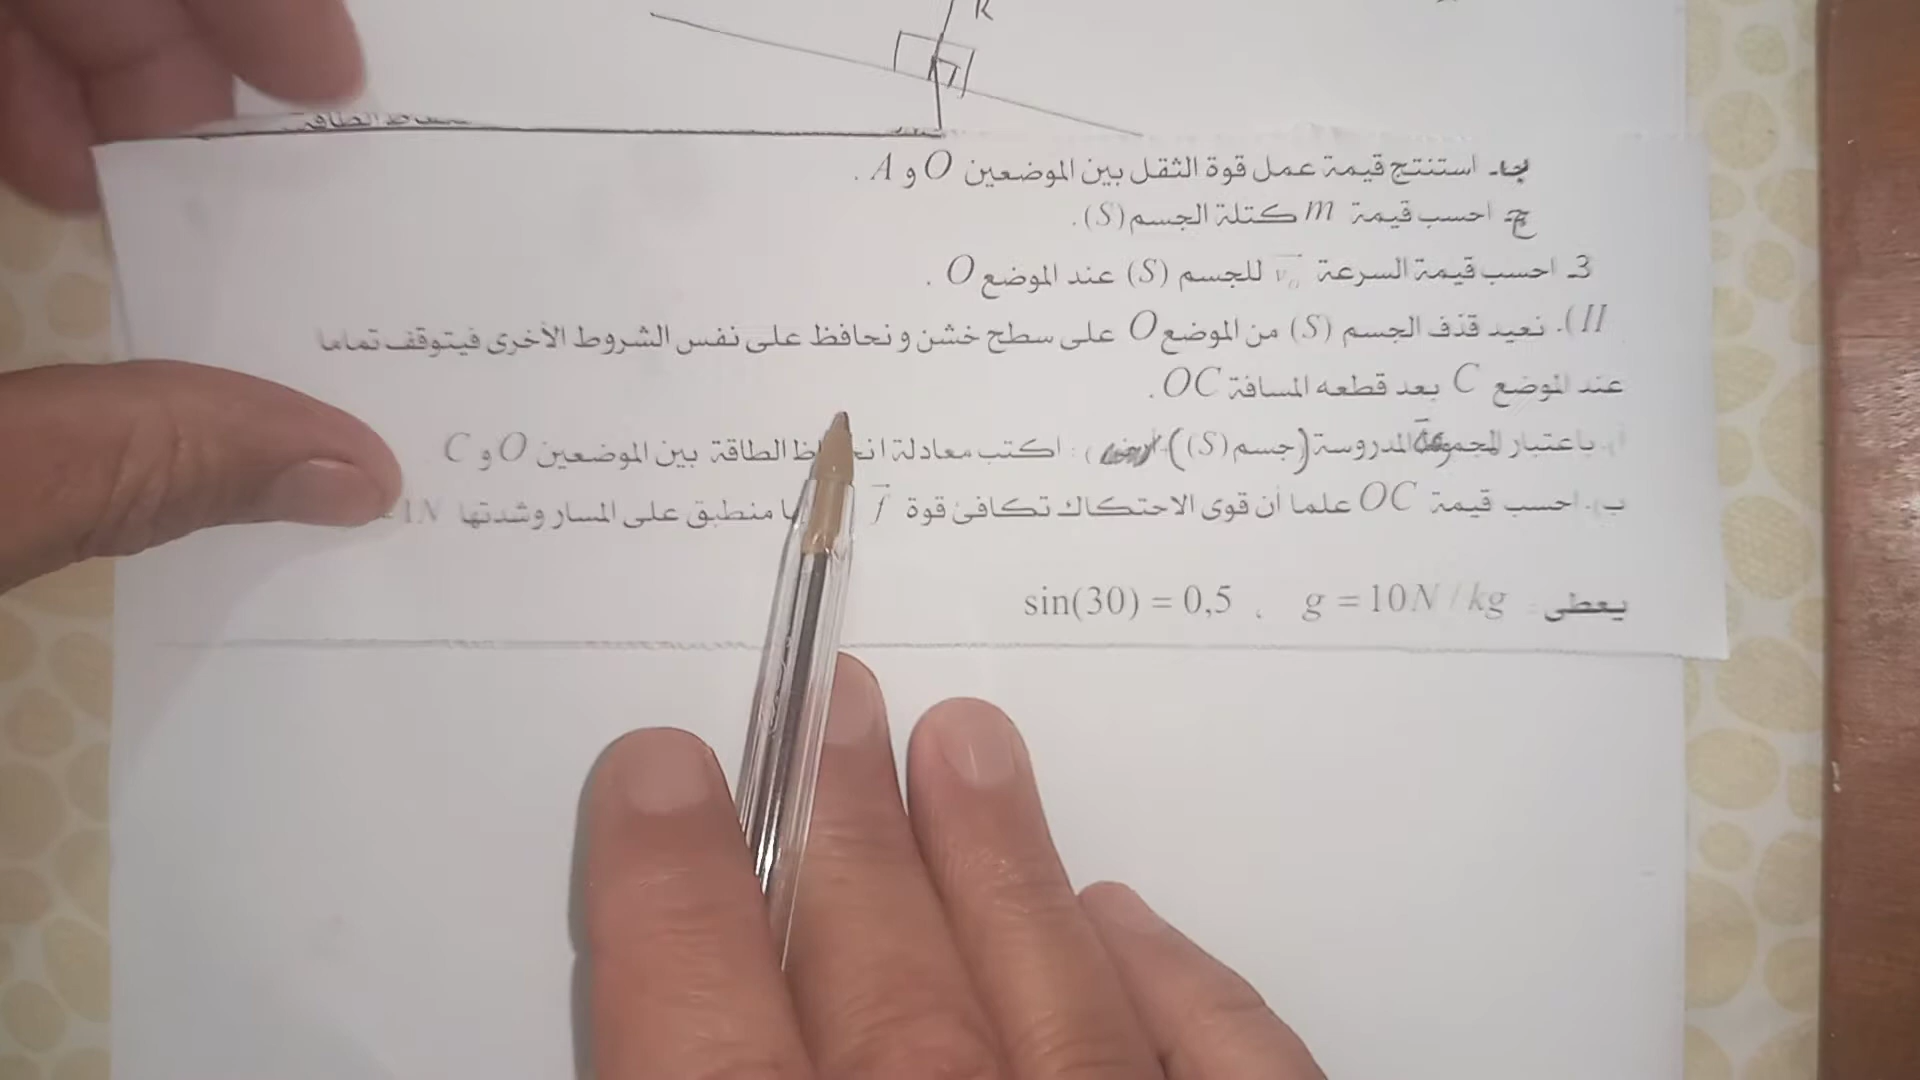 R
ب. استنتج قيمة عمل قوة الثقل بين الموضعين O و A .
ج- احسب قيمة m كتلة الجسم (S).
3- احسب قيمة السرعة v₀ للجسم (S) عند الموضع O .
II). نعيد قذف الجسم (S) من الموضع O على سطح خشن و نحافظ على نفس الشروط الأخرى فيتوقف تماما
عند الموضع C بعد قطعه المسافة OC.
باعتبار المدروسة (جسم(S)) : اكتب معادلة الطاقة بين الموضعين O و C
ب). احسب قيمة OC علما أن قوى الاحتكاك تكافئ قوة f منطبق على المسار وشدتها 1N
يعطى : g = 10N / kg , sin(30) = 0,5